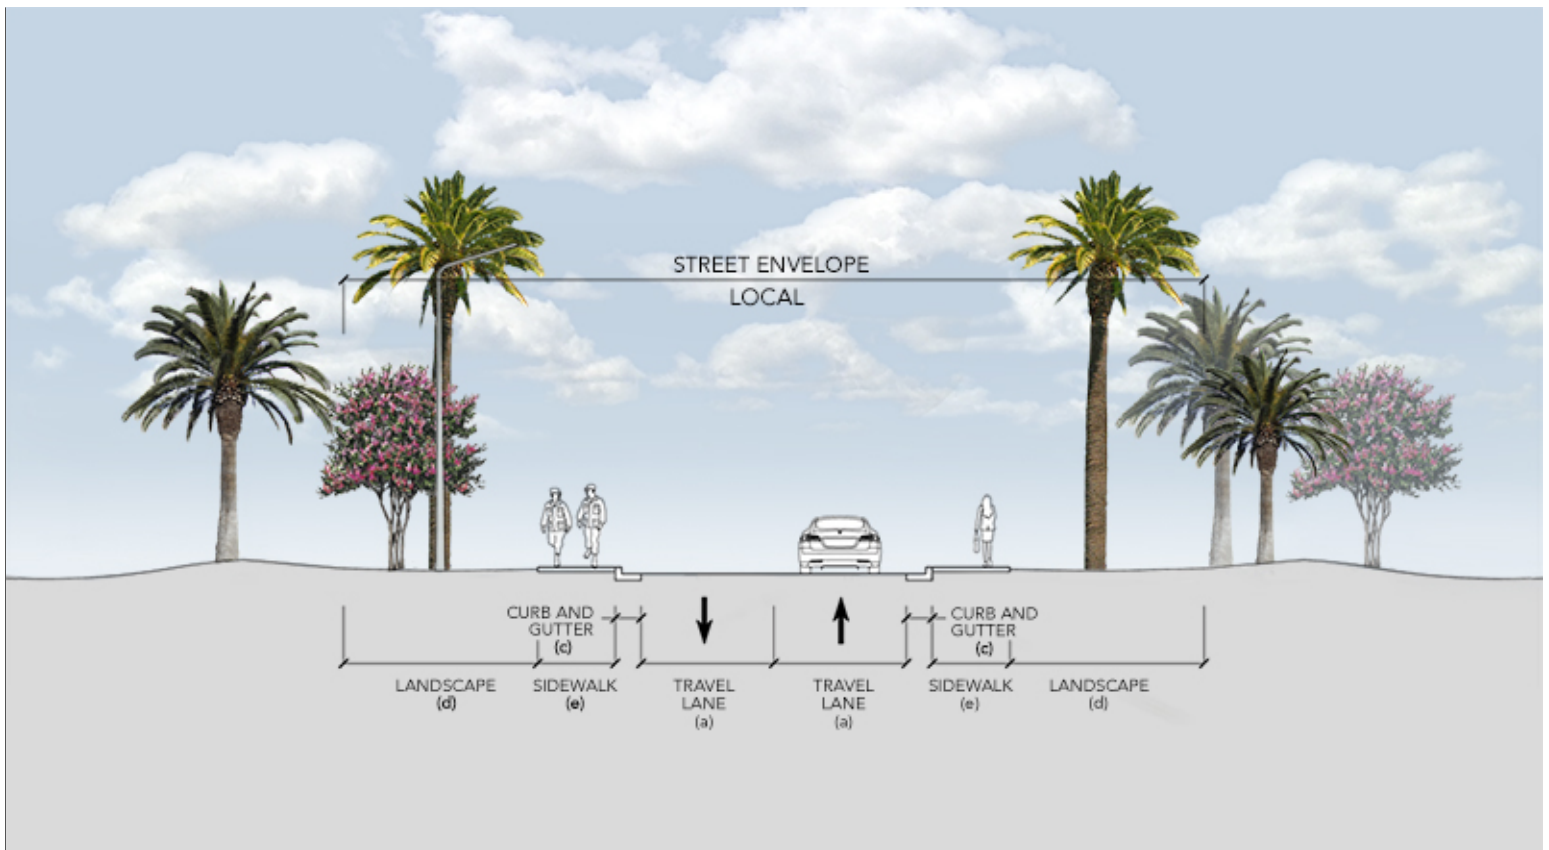 STREET ENVELOPE
LOCAL
CURB AND
GUTTER
(c)
CURB AND
GUTTER
(c)
LANDSCAPE
(d)
SIDEWALK
(e)
TRAVEL
LANE
(a)
TRAVEL
LANE
(a)
SIDEWALK
(e)
LANDSCAPE
(d)